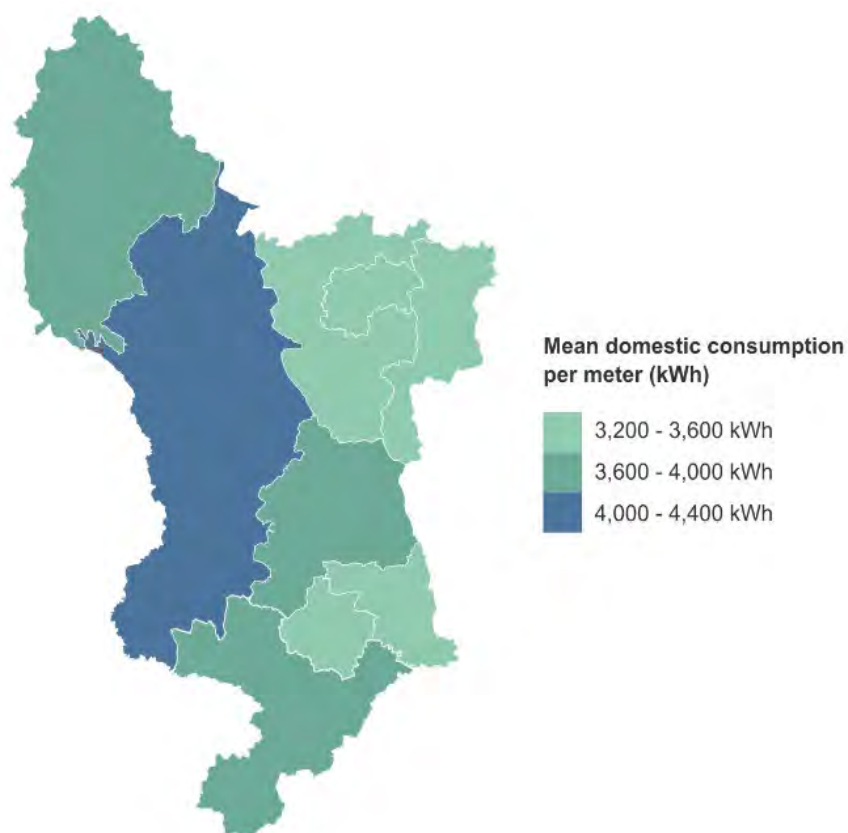 Mean domestic consumption
per meter (kWh)
3,200 - 3,600 kWh
3,600 - 4,000 kWh
4,000 - 4,400 kWh